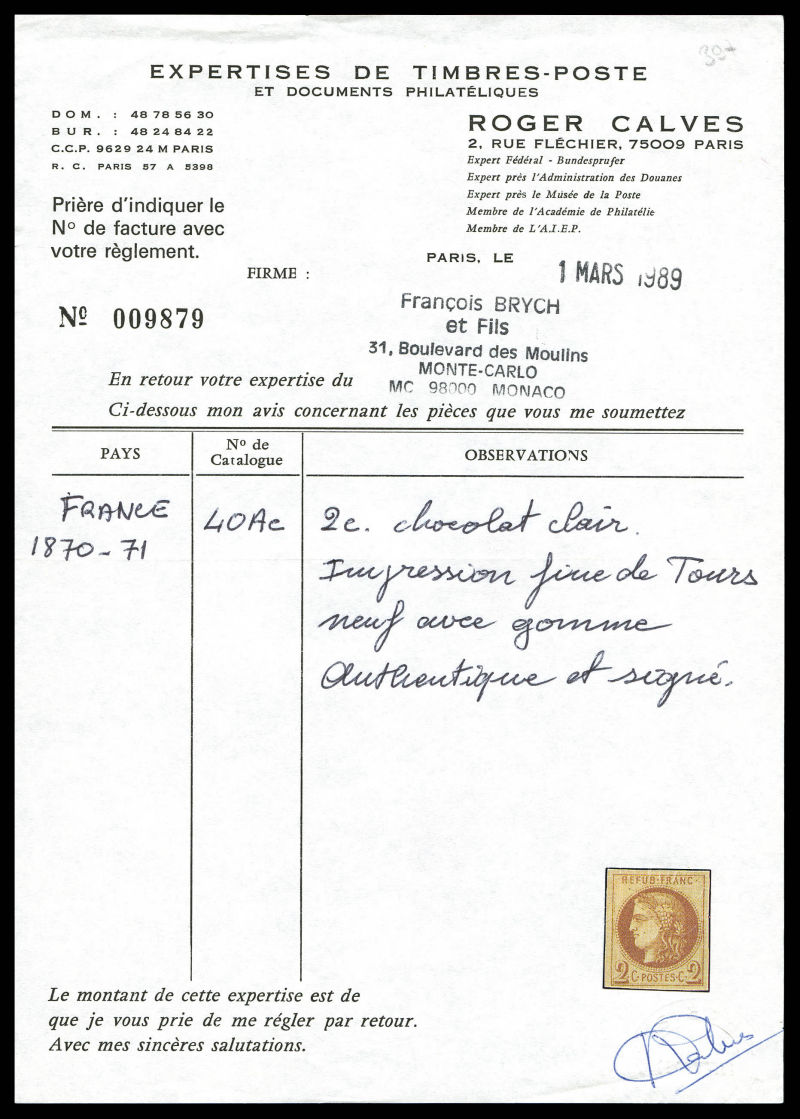 39-
EXPERTISES DE TIMBRES-POSTE
ET DOCUMENTS PHILATÉLIQUES
DOM. : 48 78 56 30
BUR. : 48 24 84 22
C.C.P. 9629 24 M PARIS
R. C. PARIS 57 A 5398
ROGER CALVES
2, RUE FLÉCHIER, 75009 PARIS
Expert Fédéral - Bundesprufer
Expert près l'Administration des Douanes
Expert près le Musée de la Poste
Membre de l'Académie de Philatélie
Membre de L'A.I.E.P.
Prière d'indiquer le
Nº de facture avec
votre règlement.
PARIS, LE 1 MARS 1989
FIRME :
François BRYCH
et Fils
31, Boulevard des Moulins
MONTE-CARLO
MC 98000 MONACO
Nº 009879
En retour votre expertise du
Ci-dessous mon avis concernant les pièces que vous me soumettez
PAYS
Nº de
Catalogue
OBSERVATIONS
FRANCE
1870-71
40Ac
2c. chocolat clair.
Impression fine de Tours
neuf avec gomme
Authentique et signé.
REPUB·FRANC·
2 C·POSTES·C· 2
Le montant de cette expertise est de
que je vous prie de me régler par retour.
Avec mes sincères salutations.
Calves